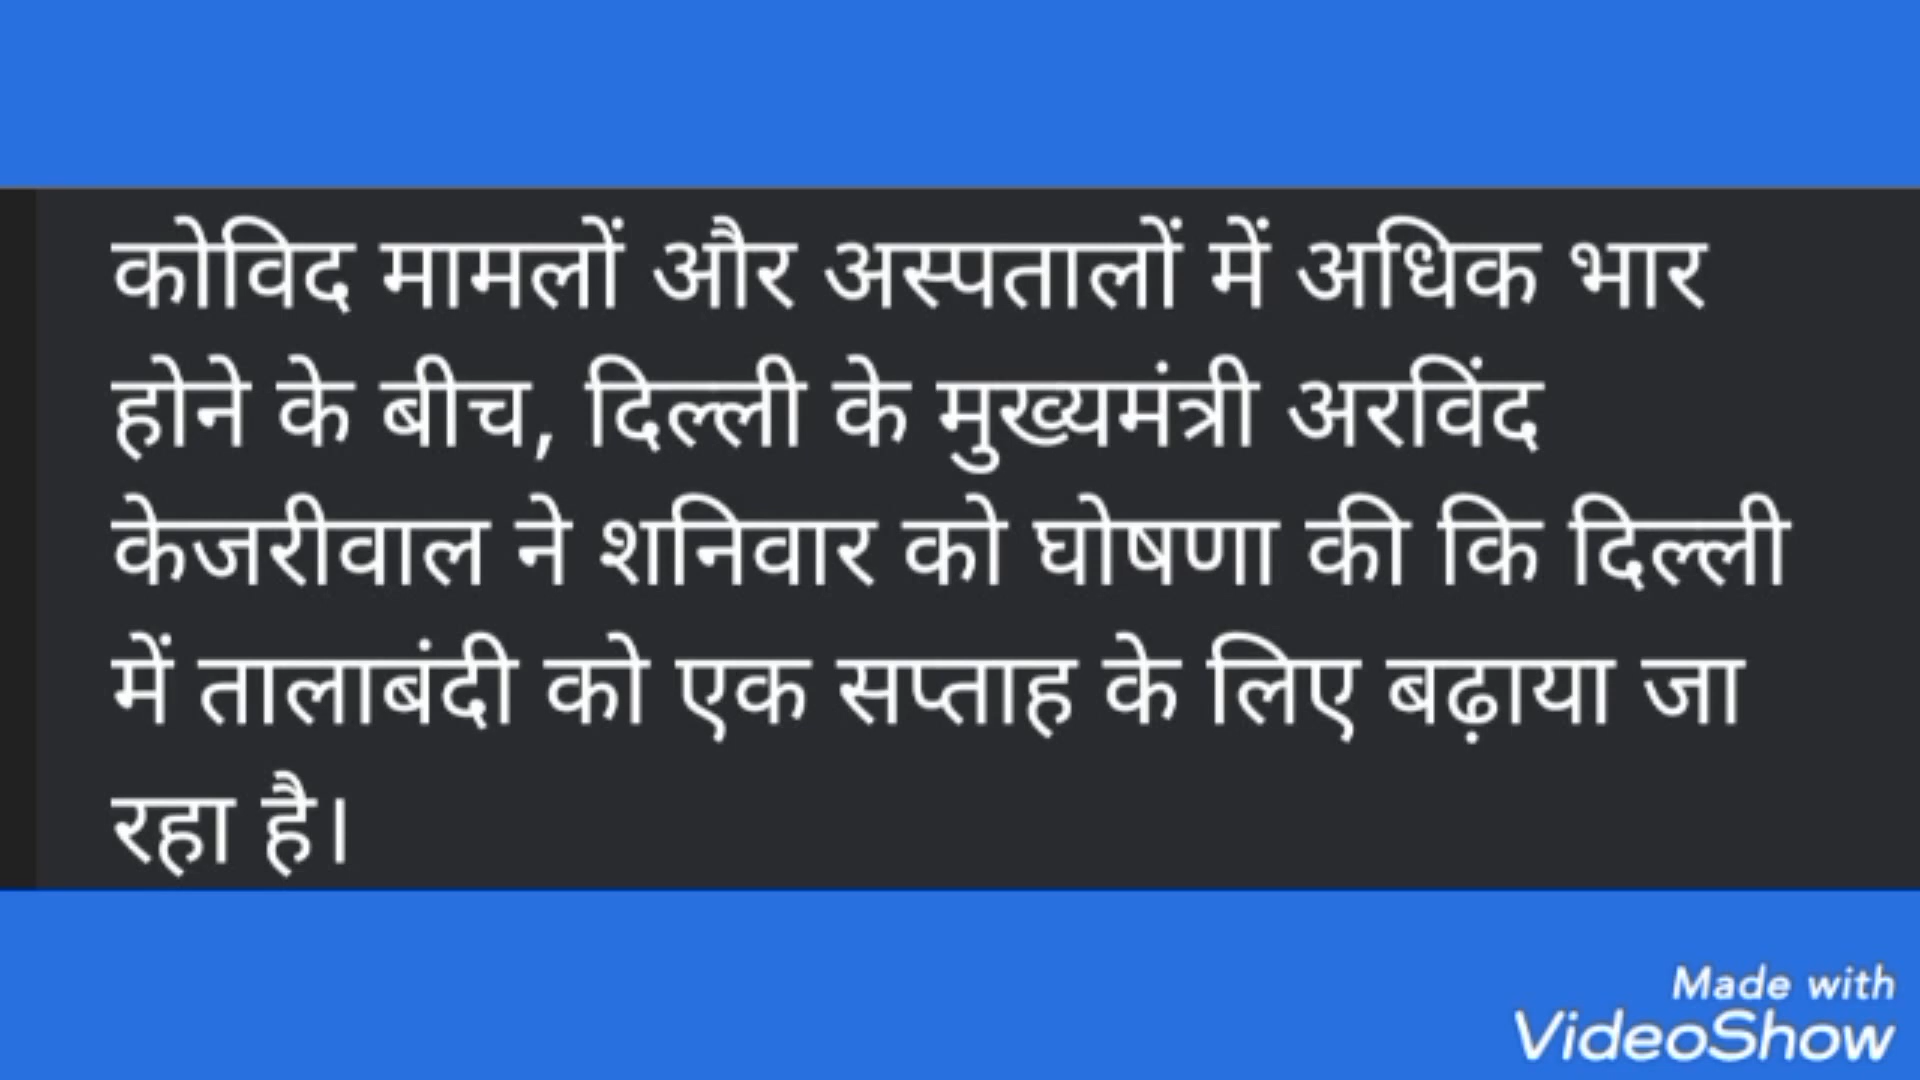 कोविद मामलों और अस्पतालों में अधिक भार
होने के बीच, दिल्ली के मुख्यमंत्री अरविंद
केजरीवाल ने शनिवार को घोषणा की कि दिल्ली
में तालाबंदी को एक सप्ताह के लिए बढ़ाया जा
रहा है।
Made with
VideoShow